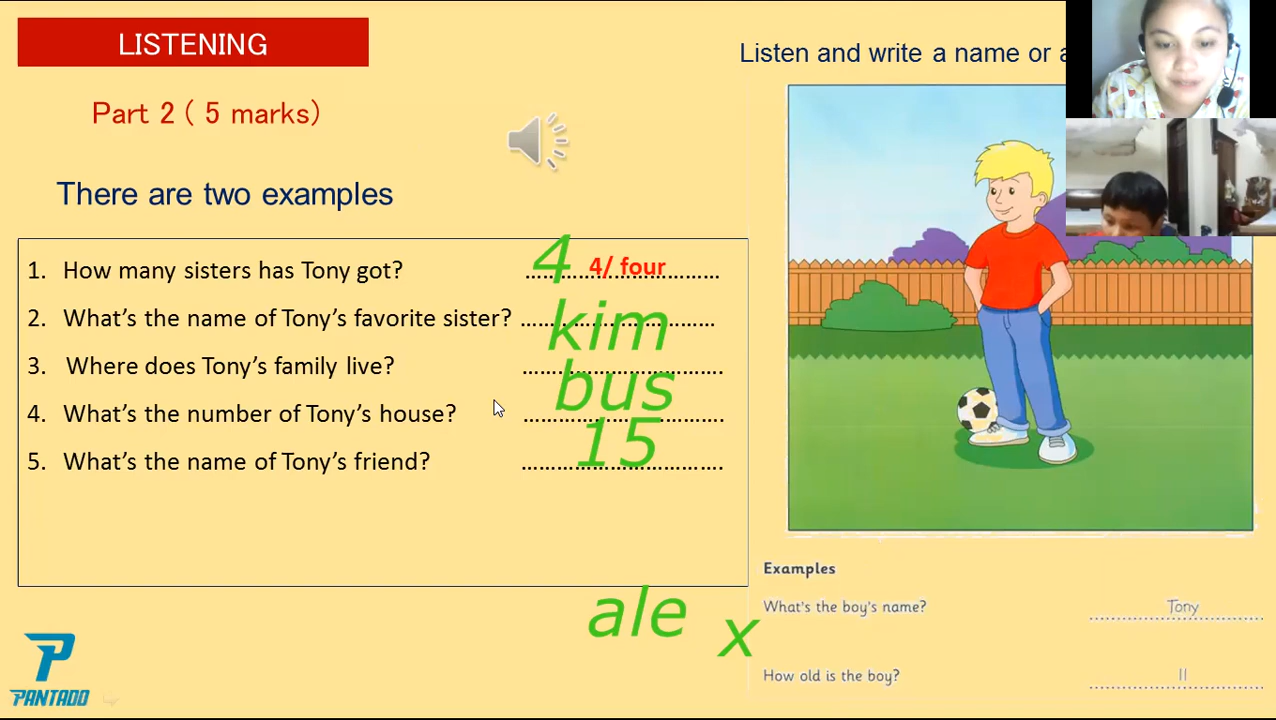 LISTENING
Listen and write a name or a
Part 2 ( 5 marks)
There are two examples
1. How many sisters has Tony got? 4 4/ four
2. What's the name of Tony's favorite sister? kim
3. Where does Tony's family live? bus
4. What's the number of Tony's house? 15
5. What's the name of Tony's friend?
ale x
Examples
What's the boy's name? Tony
How old is the boy? 11
PANTADO